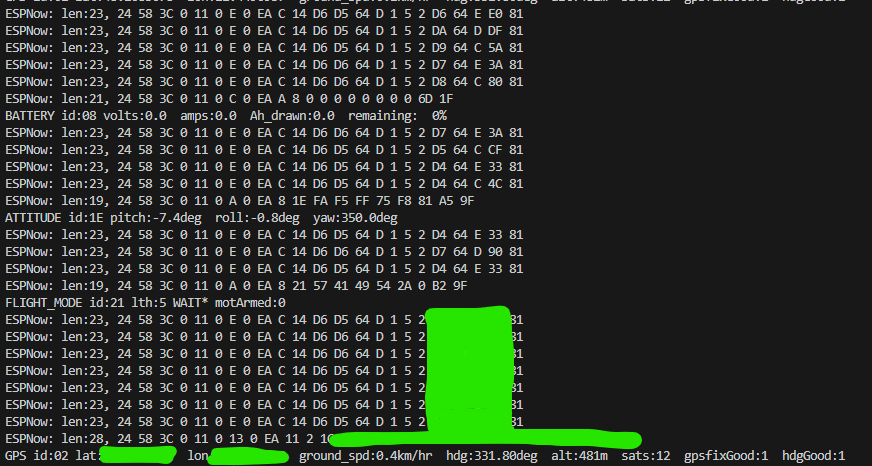 ESPNow: len:23, 24 58 3C 0 11 0 E 0 EA C 14 D6 D5 64 D 1 5 2 D6 64 E E0 81
ESPNow: len:23, 24 58 3C 0 11 0 E 0 EA C 14 D6 D5 64 D 1 5 2 DA 64 D DF 81
ESPNow: len:23, 24 58 3C 0 11 0 E 0 EA C 14 D6 D6 64 D 1 5 2 D9 64 C 5A 81
ESPNow: len:23, 24 58 3C 0 11 0 E 0 EA C 14 D6 D6 64 D 1 5 2 D7 64 E 3A 81
ESPNow: len:23, 24 58 3C 0 11 0 E 0 EA C 14 D6 D6 64 D 1 5 2 D8 64 C 80 81
ESPNow: len:21, 24 58 3C 0 11 0 C 0 EA A 8 0 0 0 0 0 0 0 0 6D 1F
BATTERY id:08 volts:0.0 amps:0.0 Ah_drawn:0.0 remaining: 0%
ESPNow: len:23, 24 58 3C 0 11 0 E 0 EA C 14 D6 D6 64 D 1 5 2 D7 64 E 3A 81
ESPNow: len:23, 24 58 3C 0 11 0 E 0 EA C 14 D6 D6 64 D 1 5 2 D5 64 C CF 81
ESPNow: len:23, 24 58 3C 0 11 0 E 0 EA C 14 D6 D5 64 D 1 5 2 D4 64 E 33 81
ESPNow: len:23, 24 58 3C 0 11 0 E 0 EA C 14 D6 D6 64 D 1 5 2 D4 64 C 4C 81
ESPNow: len:19, 24 58 3C 0 11 0 A 0 EA 8 1E FA F5 FF 75 F8 81 A5 9F
ATTITUDE id:1E pitch:-7.4deg roll:-0.8deg yaw:350.0deg
ESPNow: len:23, 24 58 3C 0 11 0 E 0 EA C 14 D6 D5 64 D 1 5 2 D4 64 E 33 81
ESPNow: len:23, 24 58 3C 0 11 0 E 0 EA C 14 D6 D6 64 D 1 5 2 D7 64 D 90 81
ESPNow: len:23, 24 58 3C 0 11 0 E 0 EA C 14 D6 D5 64 D 1 5 2 D4 64 E 33 81
ESPNow: len:19, 24 58 3C 0 11 0 A 0 EA 8 21 57 41 49 54 2A 0 B2 9F
FLIGHT_MODE id:21 lth:5 WAIT* motArmed:0
ESPNow: len:23, 24 58 3C 0 11 0 E 0 EA C 14 D6 D5 64 D 1 5 2 81
ESPNow: len:23, 24 58 3C 0 11 0 E 0 EA C 14 D6 D6 64 D 1 5 2 81
ESPNow: len:23, 24 58 3C 0 11 0 E 0 EA C 14 D6 D6 64 D 1 5 2 81
ESPNow: len:23, 24 58 3C 0 11 0 E 0 EA C 14 D6 D5 64 D 1 5 2 81
ESPNow: len:23, 24 58 3C 0 11 0 E 0 EA C 14 D6 D5 64 D 1 5 2 81
ESPNow: len:23, 24 58 3C 0 11 0 E 0 EA C 14 D6 D5 64 D 1 5 2 81
ESPNow: len:23, 24 58 3C 0 11 0 E 0 EA C 14 D6 D5 64 D 1 5 2 81
ESPNow: len:28, 24 58 3C 0 11 0 13 0 EA 11 2
GPS id:02 lat: lon ground_spd:0.4km/hr hdg:331.80deg alt:481m sats:12 gpsfixGood:1 hdgGood:1